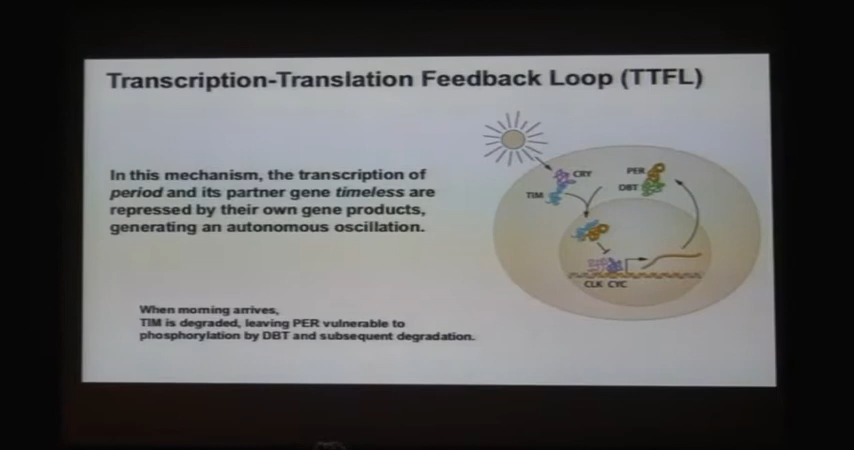 Transcription-Translation Feedback Loop (TTFL)
In this mechanism, the transcription of
period and its partner gene timeless are
repressed by their own gene products,
generating an autonomous oscillation.
CRY
PER
TIM
DBT
CLK CYC
When morning arrives,
TIM is degraded, leaving PER vulnerable to
phosphorylation by DBT and subsequent degradation.